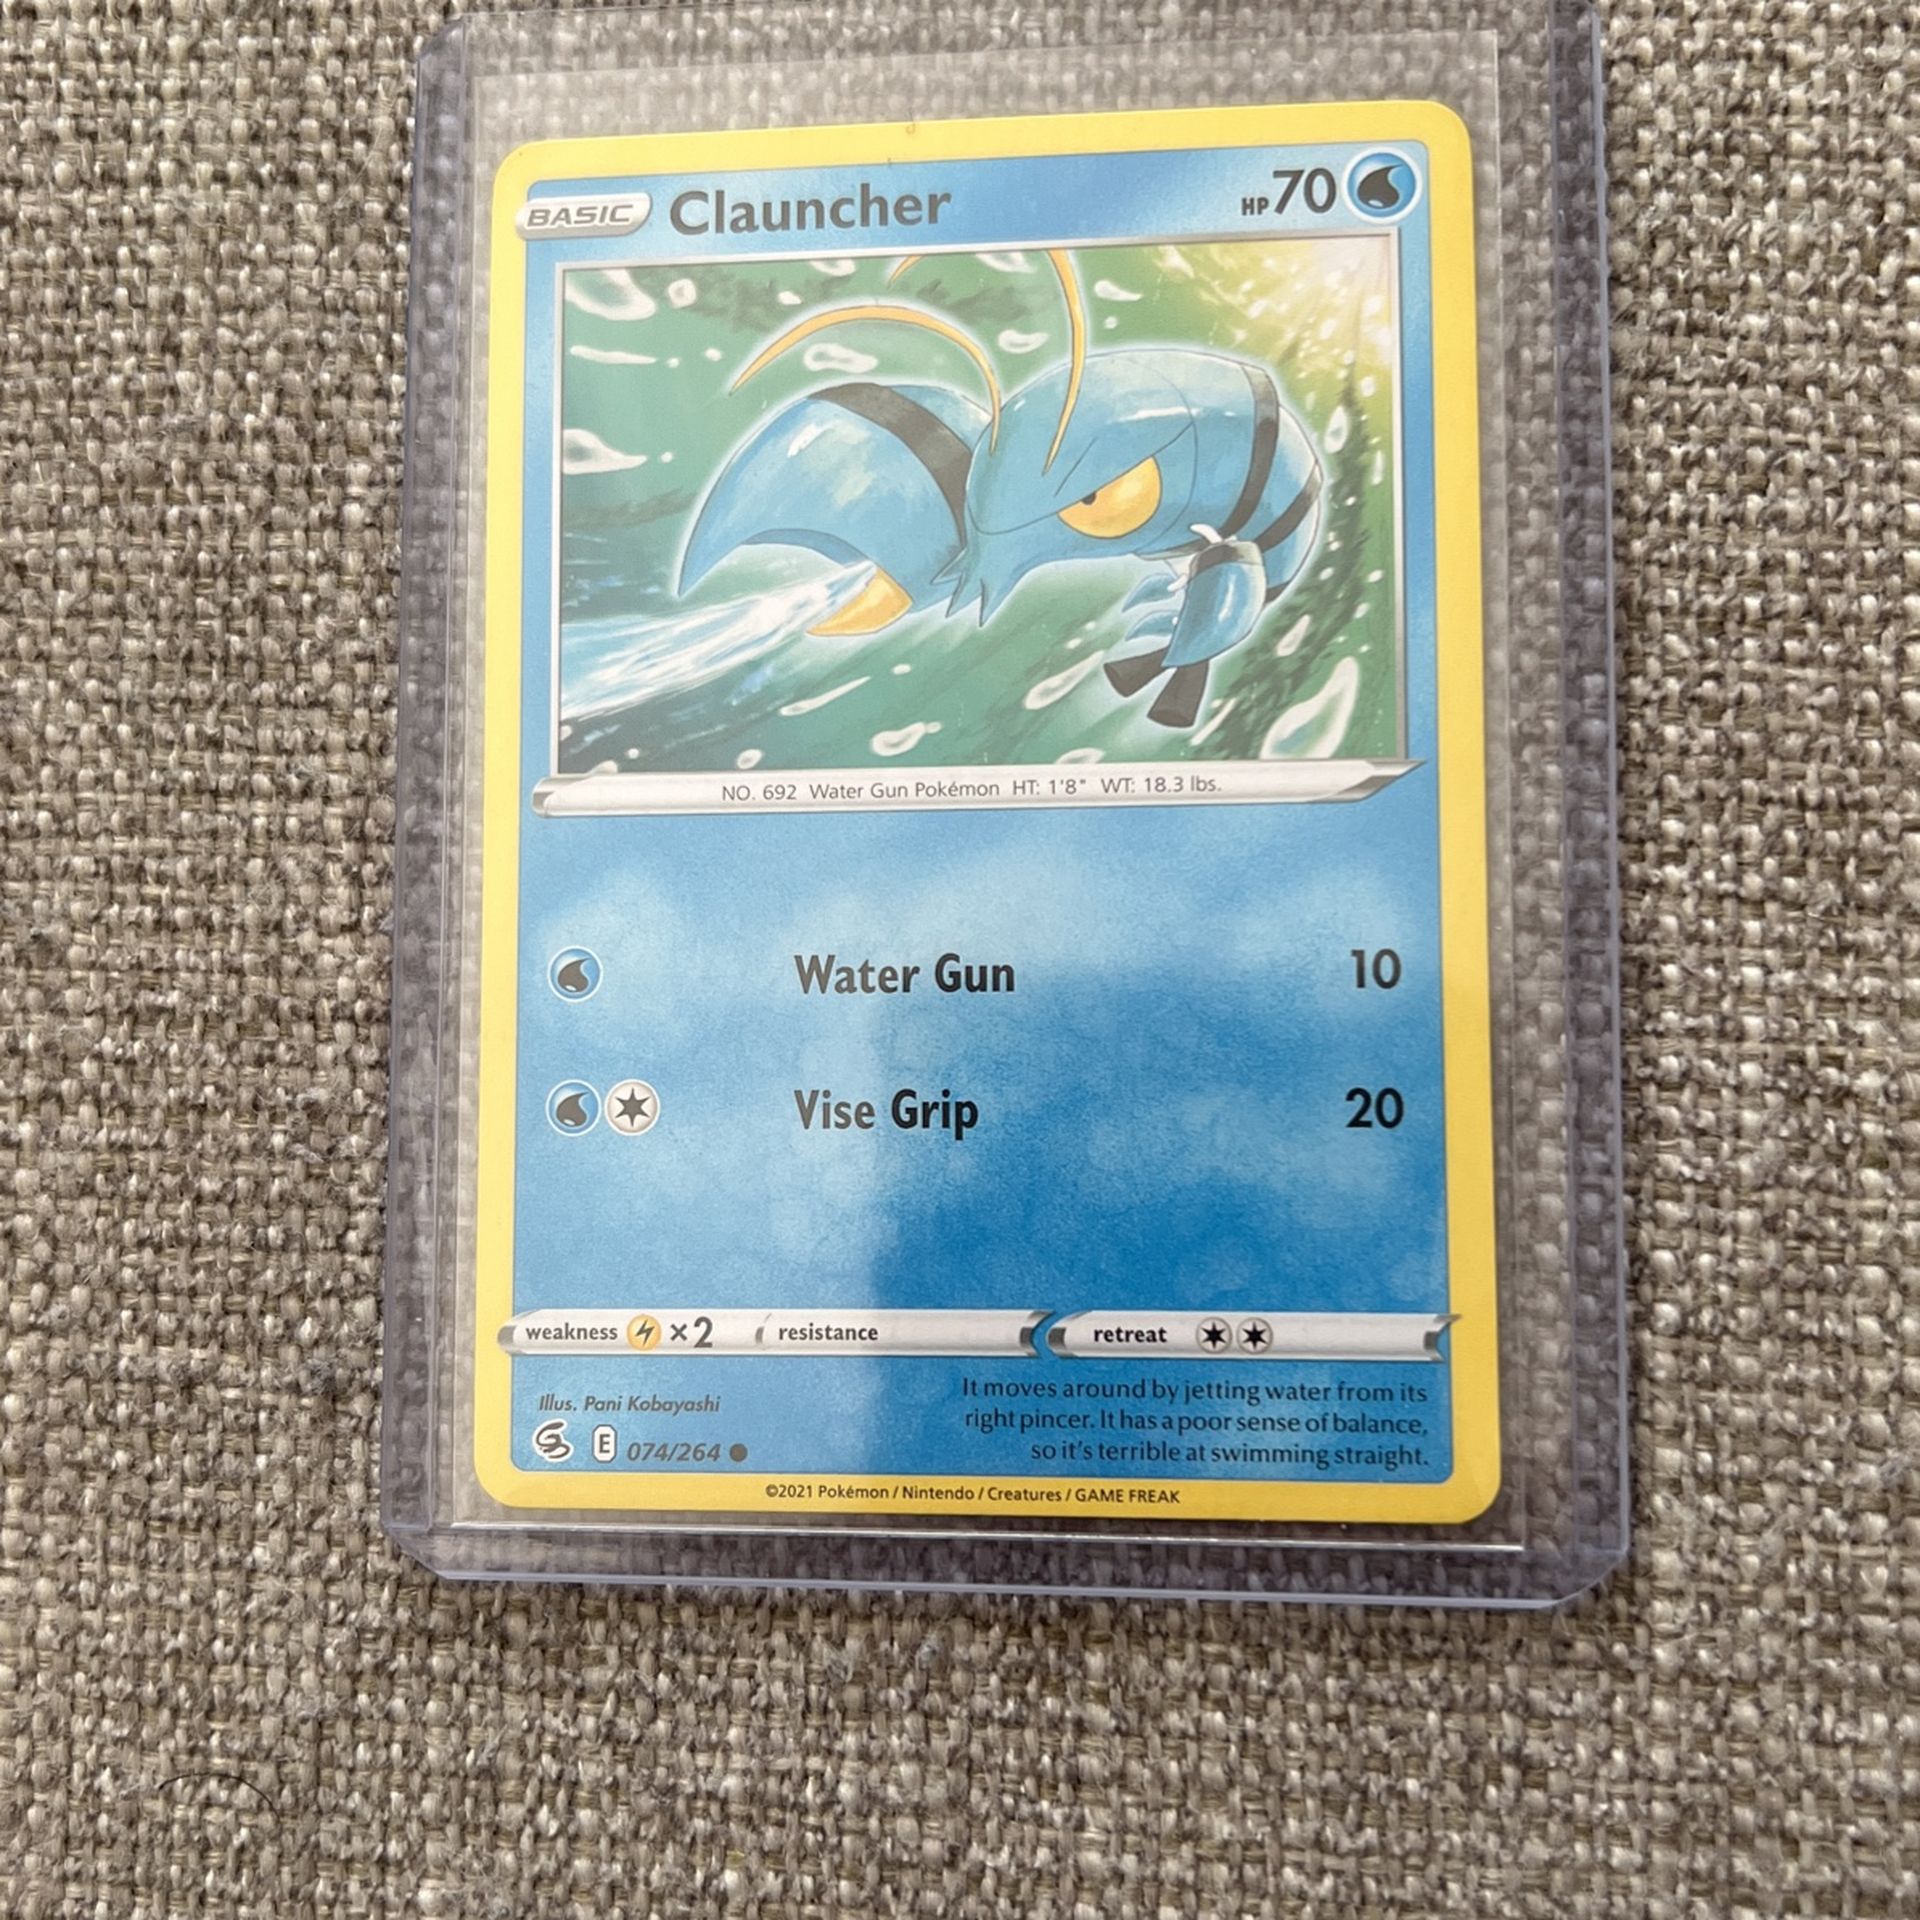 BASIC Clauncher HP 70
NO. 692 Water Gun Pokémon HT: 1'8" WT: 18.3 lbs.
Water Gun 10
Vise Grip 20
weakness ×2 resistance retreat
Illus. Pani Kobayashi
It moves around by jetting water from its
right pincer. It has a poor sense of balance,
so it's terrible at swimming straight.
E 074/264
©2021 Pokémon / Nintendo / Creatures / GAME FREAK